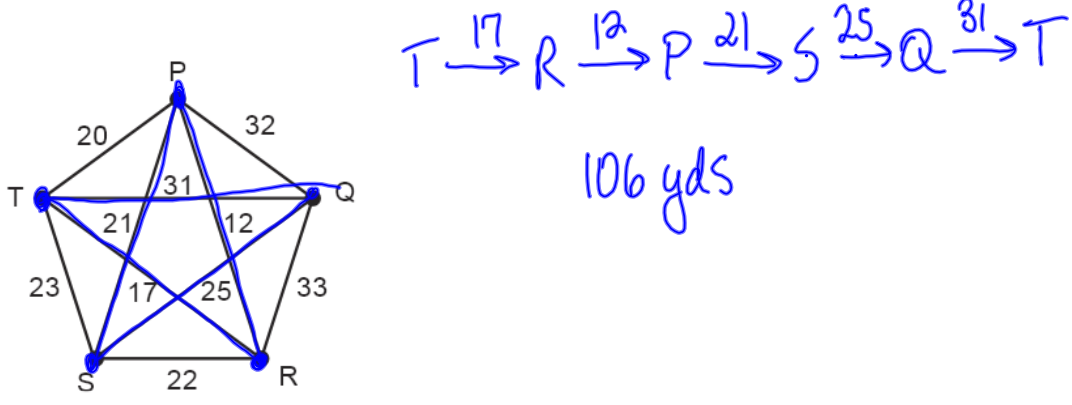 T 17→ R 12→ P 21→ S 25→ Q 31→ T
106 yds
P
20 32
T 31 Q
21 12
23 17 25 33
S 22 R